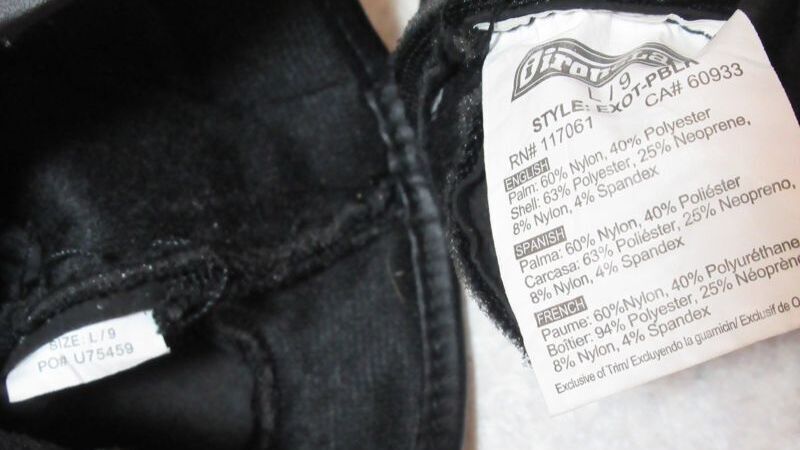 SIZE: L / 9
PO# U75459
L / 9
STYLE: EXOT-PBLK
RN# 117061 CA# 60933
ENGLISH
Palm: 60% Nylon, 40% Polyester
Shell: 63% Polyester, 25% Neoprene,
8% Nylon, 4% Spandex
SPANISH
Palma: 60% Nylon, 40% Poliéster
Carcasa: 63% Poliéster, 25% Neopreno,
8% Nylon, 4% Spandex
FRENCH
Paume: 60%Nylon, 40% Polyuréthane
Boîtier: 94% Polyester, 25% Néoprène
8% Nylon, 4% Spandex
Exclusive of Trim/ Excluyendo la guarnición/ Exclusif de